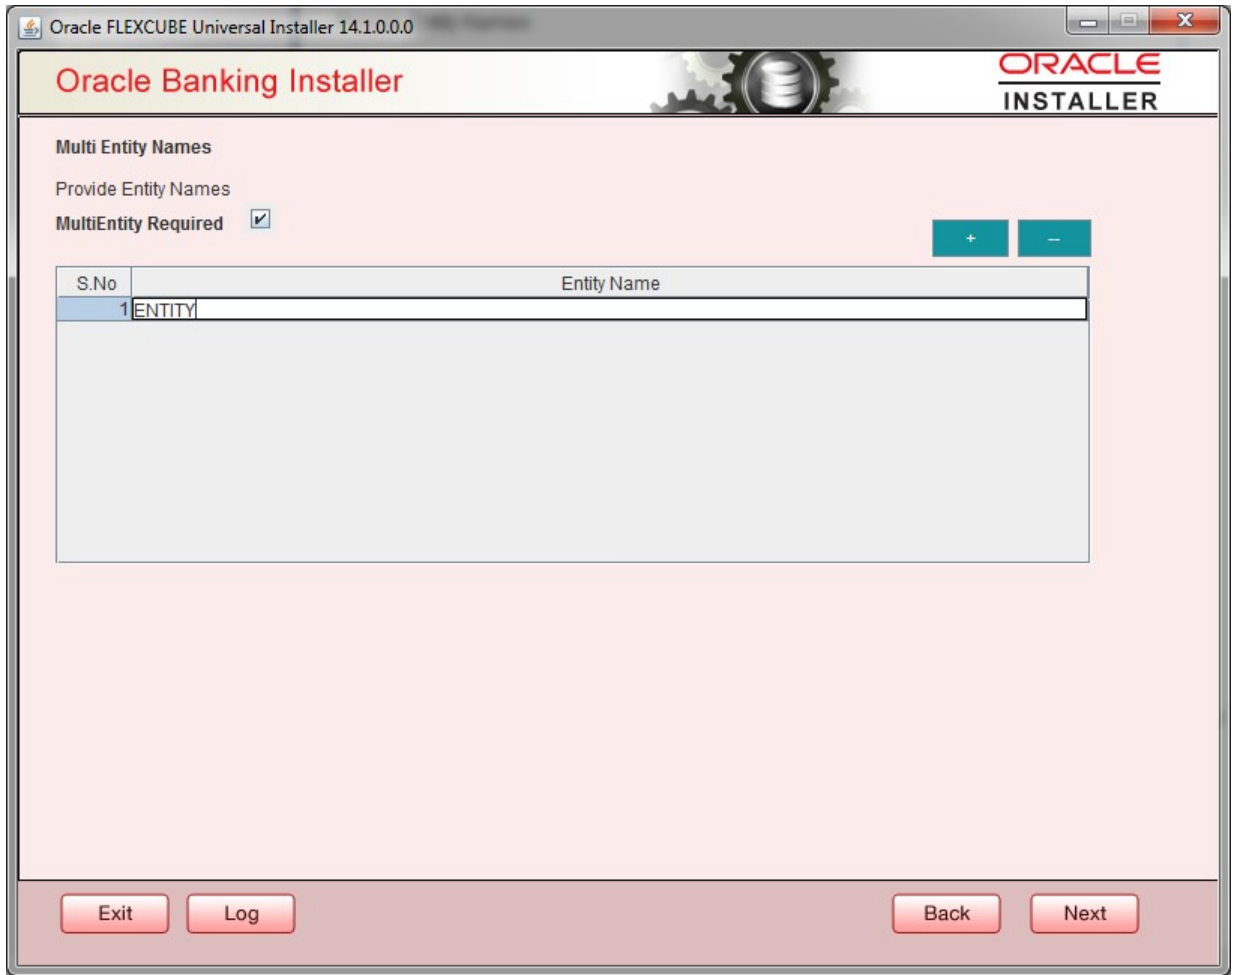 Oracle FLEXCUBE Universal Installer 14.1.0.0.0
Oracle Banking Installer
ORACLE
INSTALLER
Multi Entity Names
Provide Entity Names
MultiEntity Required
+ --
S.No Entity Name
1 ENTITY
Exit Log Back Next